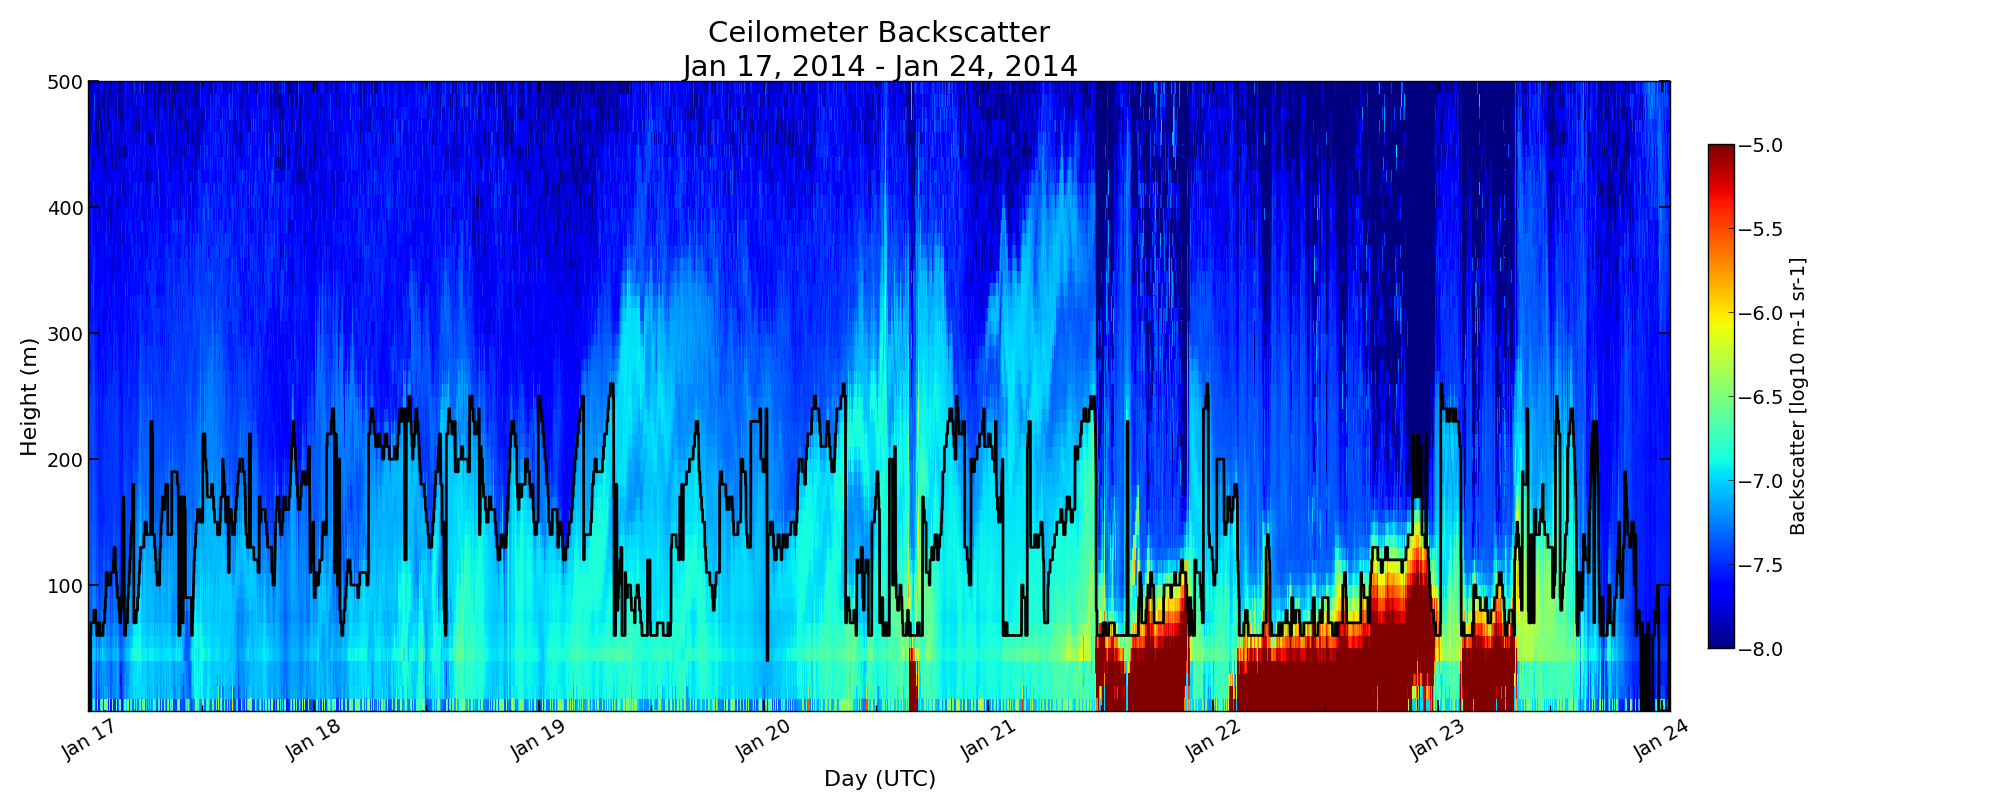 Ceilometer Backscatter
Jan 17, 2014 - Jan 24, 2014
500
400
300
200
100
Height (m)
Jan 17
Jan 18
Jan 19
Jan 20
Jan 21
Jan 22
Jan 23
Jan 24
Day (UTC)
−5.0
−5.5
−6.0
−6.5
−7.0
−7.5
−8.0
Backscatter [log10 m-1 sr-1]